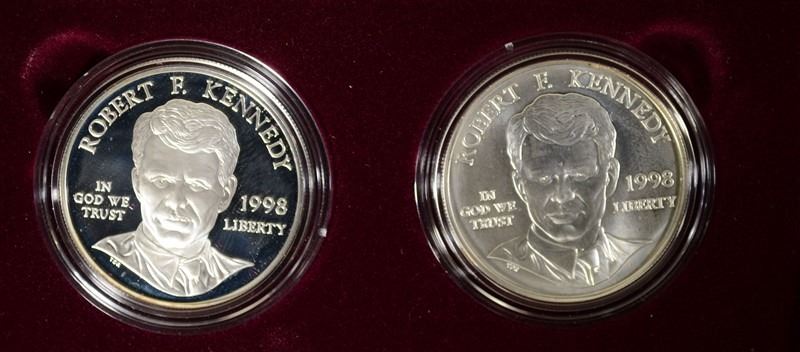 ROBERT F. KENNEDY
IN
GOD WE
TRUST
1998
LIBERTY
ROBERT F. KENNEDY
IN
GOD WE
TRUST
1998
LIBERTY